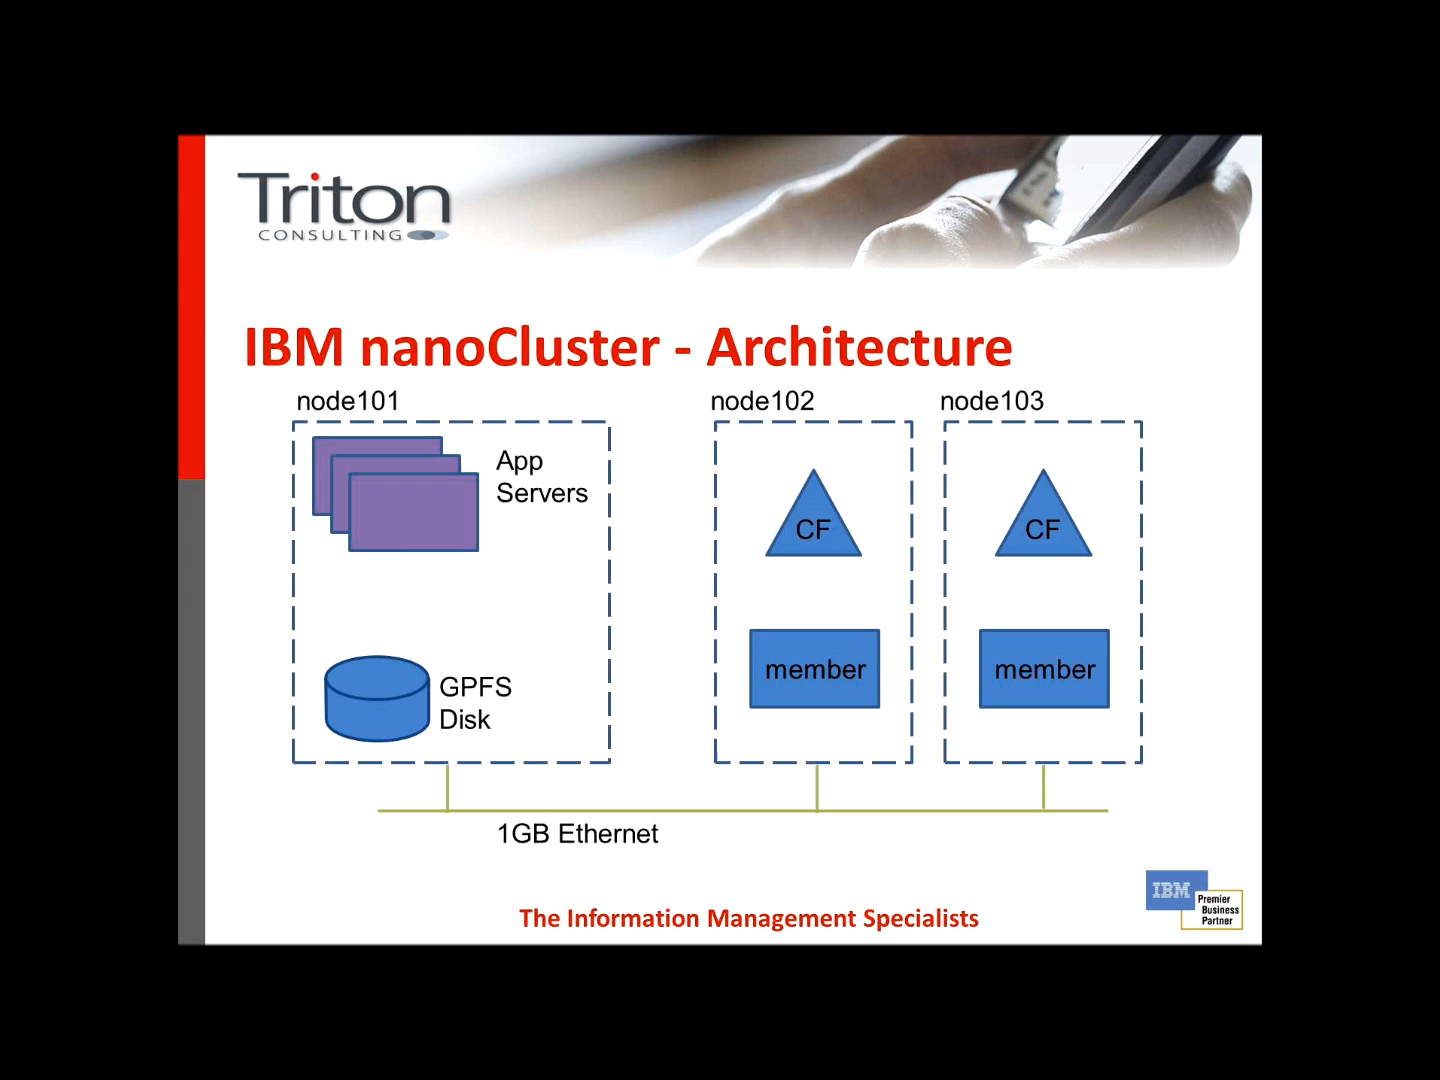 Triton
CONSULTING
IBM nanoCluster - Architecture
node101
node102
node103
App
Servers
CF
CF
member
member
GPFS
Disk
1GB Ethernet
The Information Management Specialists
IBM
Premier
Business
Partner